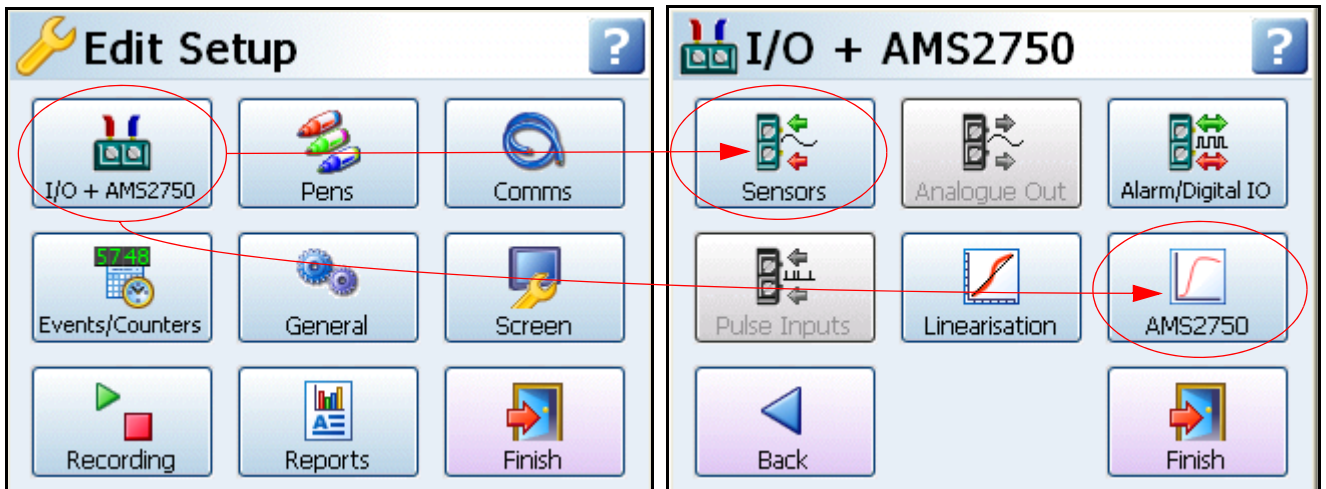 Edit Setup
?
I/O + AMS2750
Pens
Comms
57:48
Events/Counters
General
Screen
Recording
A
Reports
Finish
I/O + AMS2750
?
Sensors
Analogue Out
Alarm/Digital IO
Pulse Inputs
Linearisation
AMS2750
Back
Finish